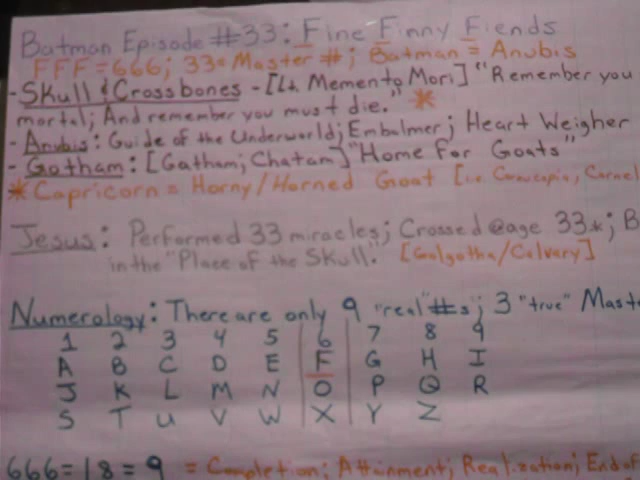 Batman Episode #33: Fine Finny Fiends
FFF=666; 33=Master #; Batman = Anubis
- Skull & Crossbones - [Lt. Memento Mori] "Remember you
mortal; And remember you must die." *
- Anubis: Guide of the Underworld; Embalmer; Heart Weigher
- Gotham: [Gatham; Chatam] "Home For Goats"
* Capricorn = Horny/Horned Goat [i.e. Cornucopia, Carnel
Jesus: Performed 33 miracles; Crossed @age 33*; B
in the "Place of the Skull." [Golgotha/Calvary]
Numerology: There are only 9 "real" #s; 3 "true" Maste
1 2 3 4 5 6 7 8 9
A B C D E F G H I
J K L M N O P Q R
S T U V W X Y Z
666=18=9 = Completion; Attainment; Realization; End of